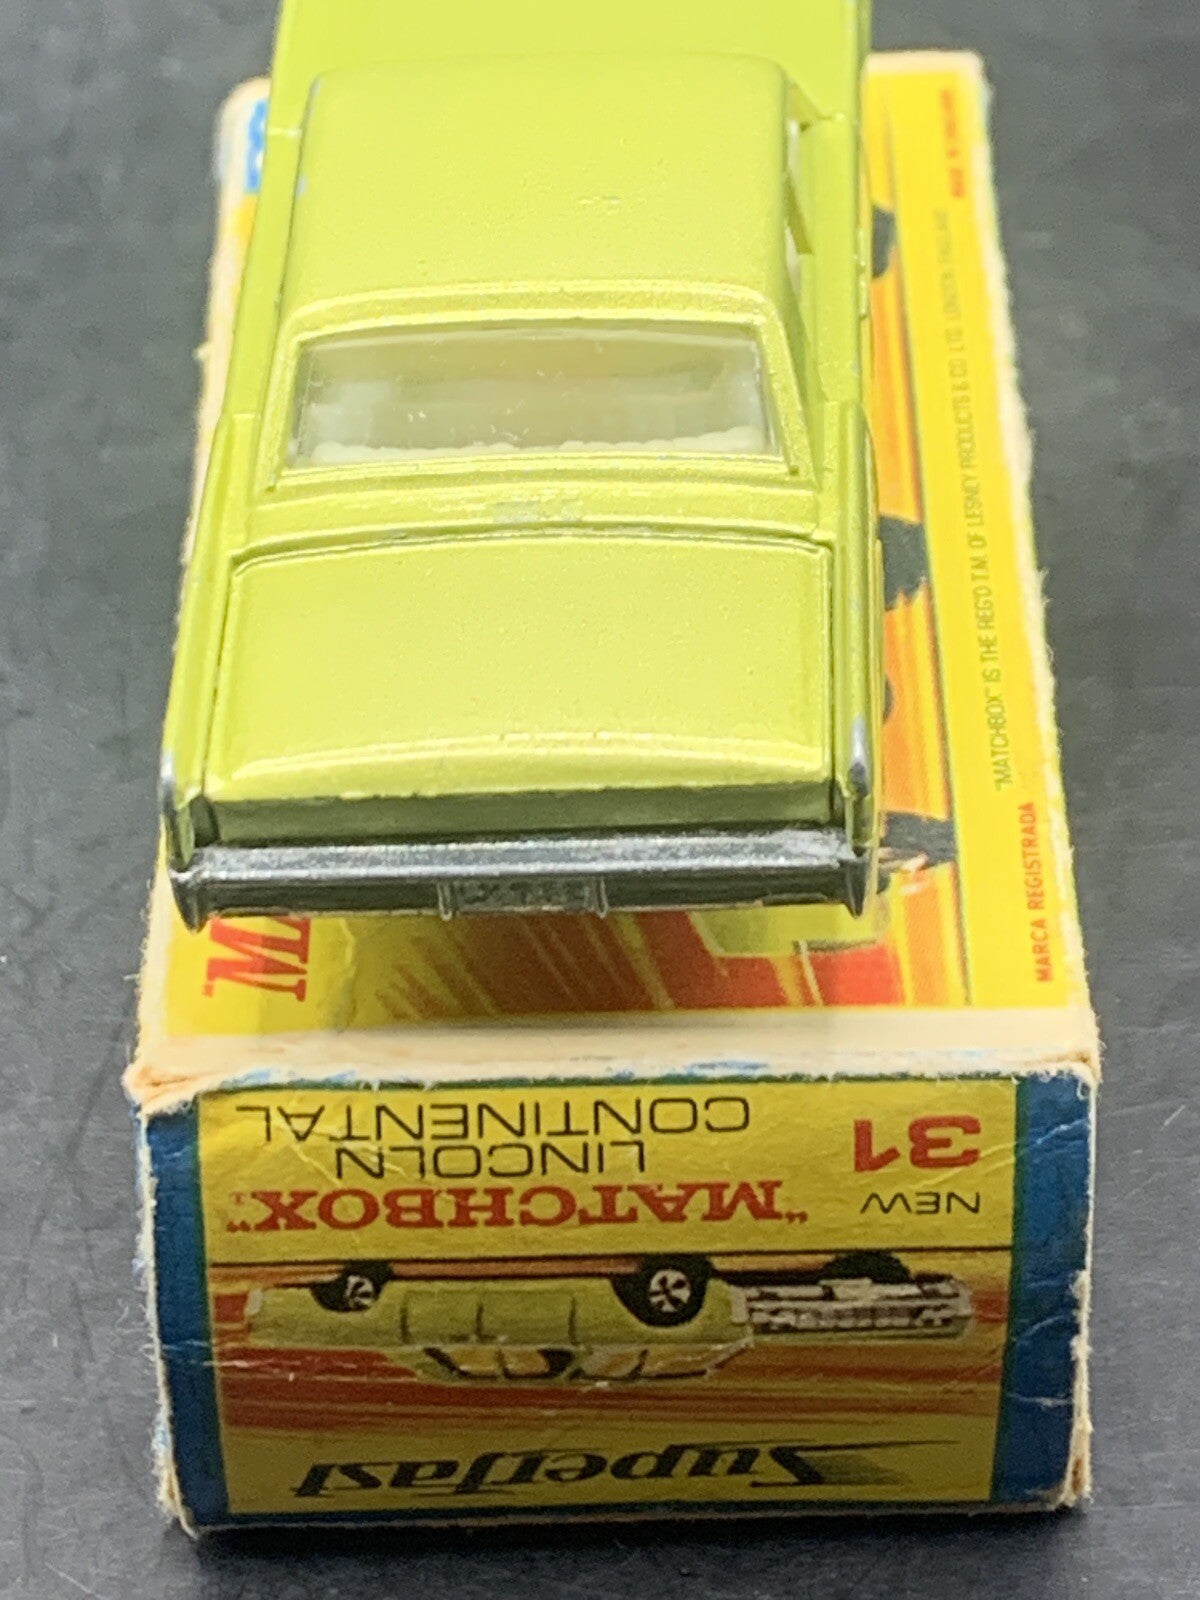 "MATCHBOX" IS THE REG'D T.M. OF LESNEY PRODUCTS & CO. LTD. LONDON ENGLAND
MARCA REGISTRADA
"MA
Superfast
NEW
31
"MATCHBOX"
LINCOLN
CONTINENTAL